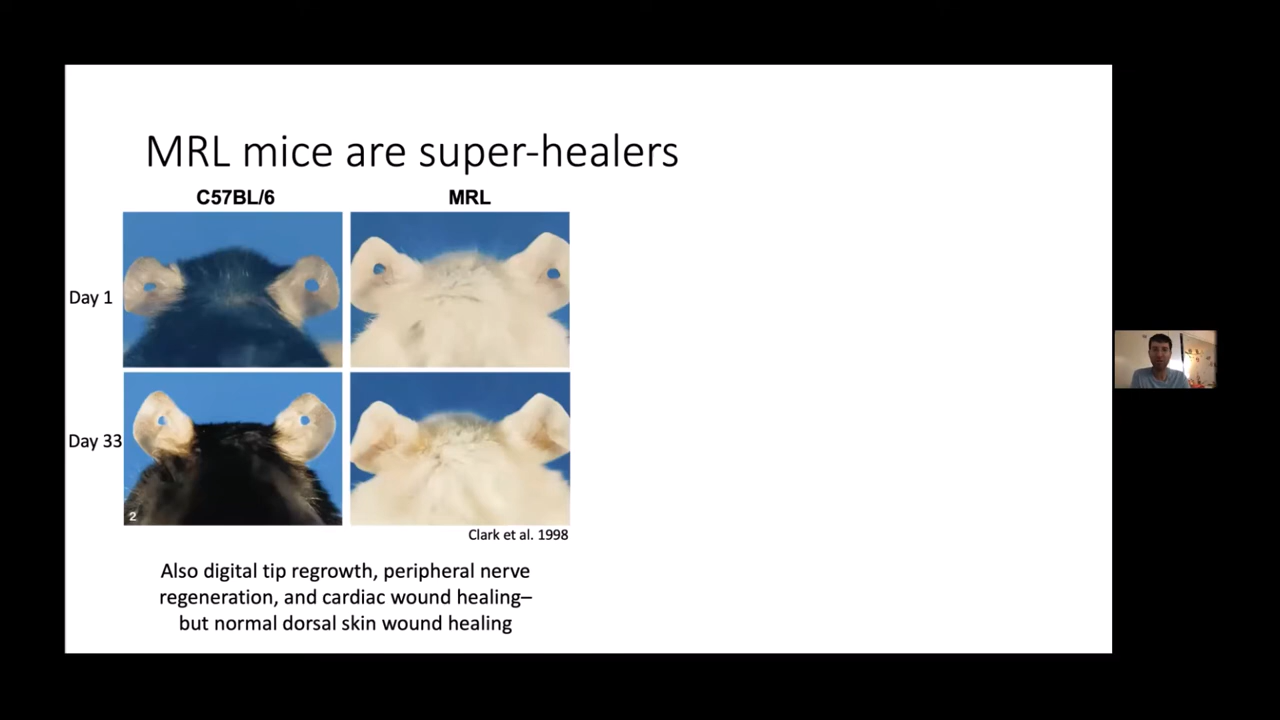 MRL mice are super-healers
C57BL/6
MRL
Day 1
Day 33
2
Clark et al. 1998
Also digital tip regrowth, peripheral nerve
regeneration, and cardiac wound healing–
but normal dorsal skin wound healing